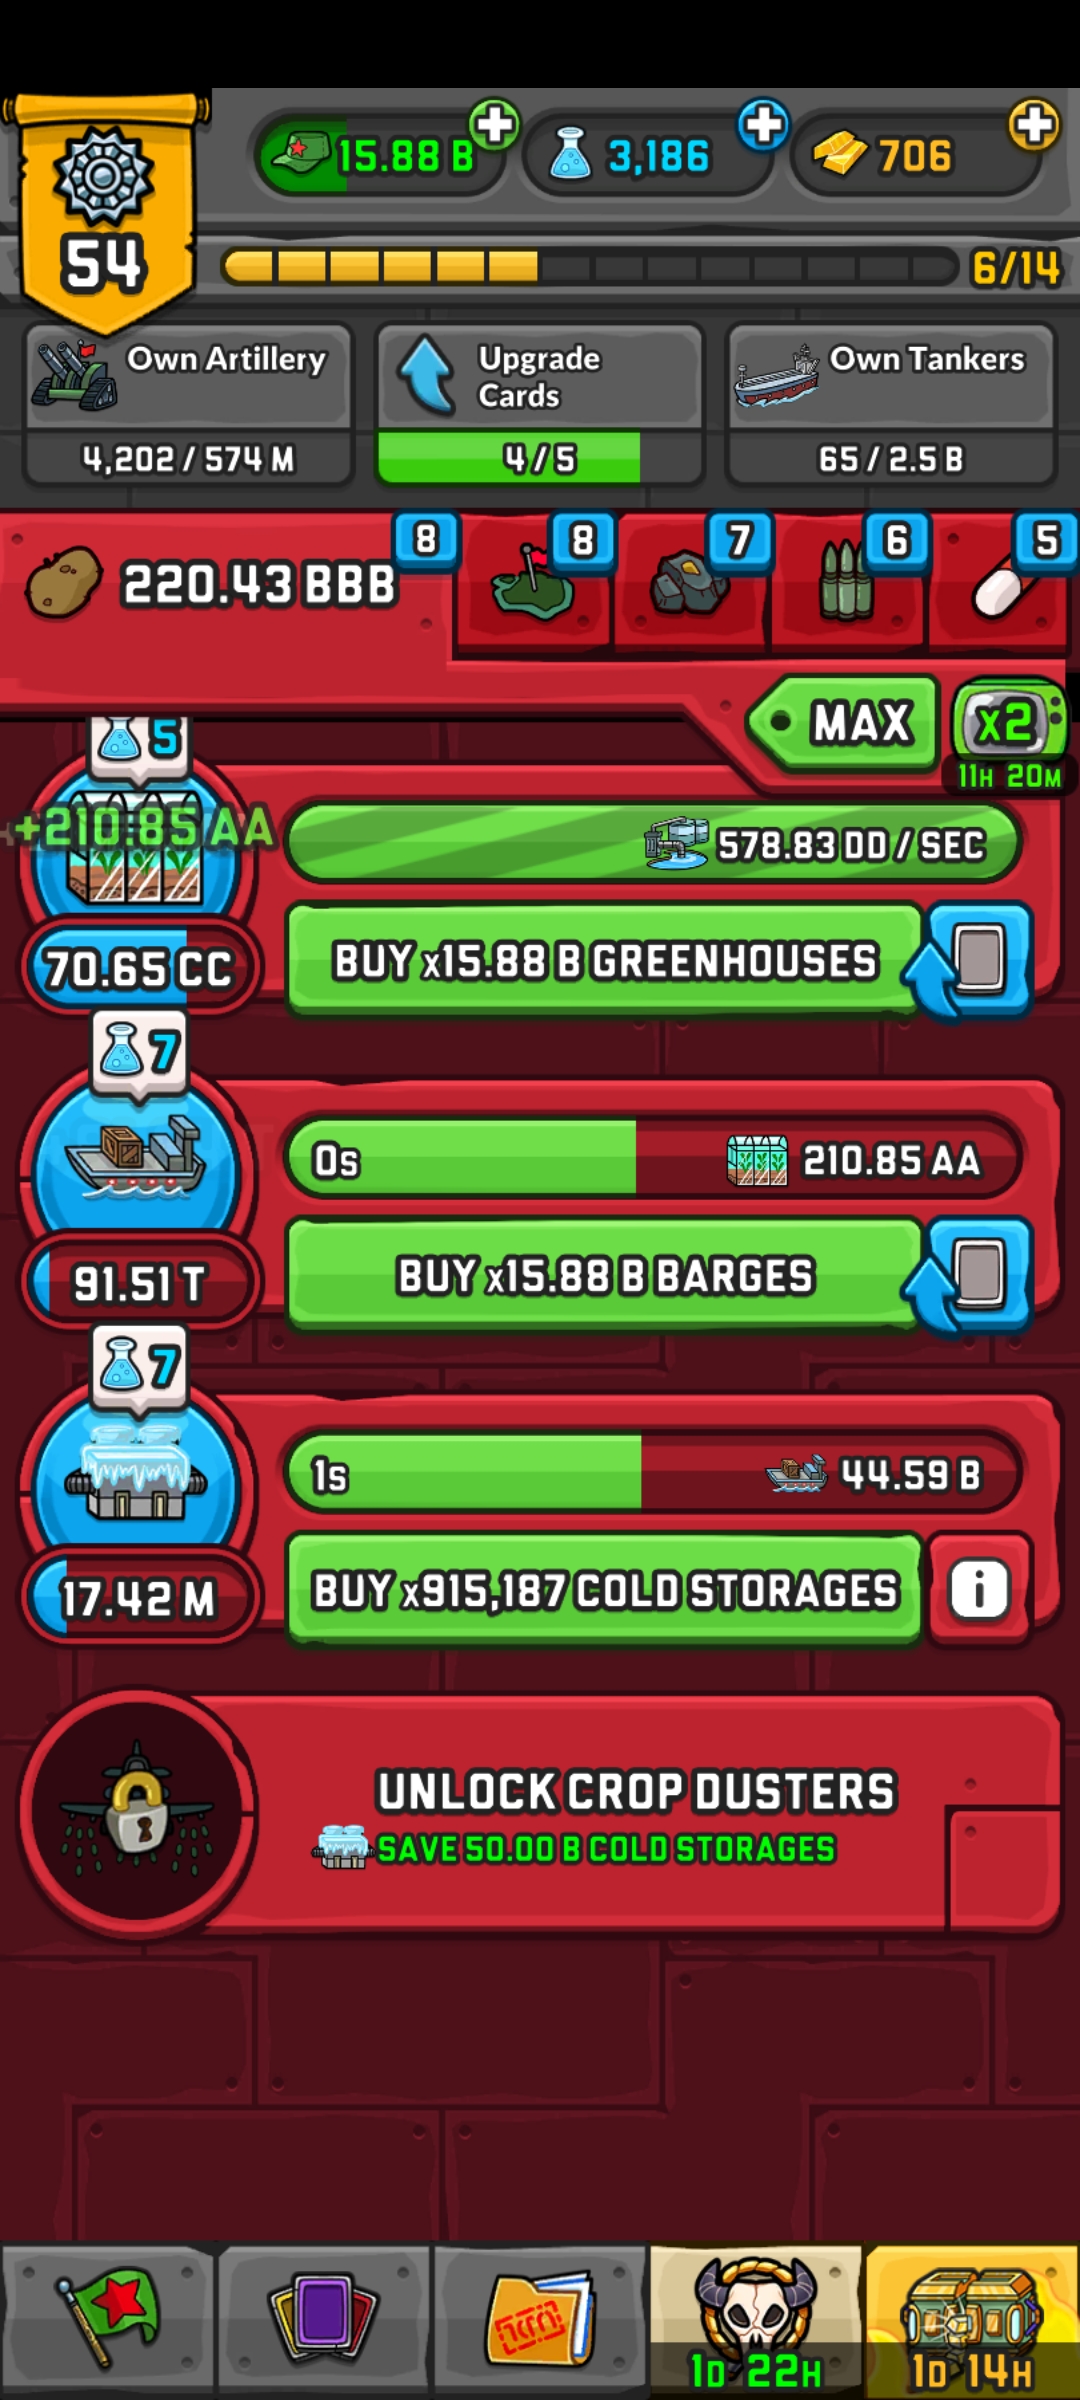 54
15.88 B
3,186
706
6/14
Own Artillery
4,202 / 574 M
Upgrade
Cards
4 / 5
Own Tankers
65 / 2.5 B
220.43 BBB
8
8
7
6
5
MAX
x2
11H 20M
5
+210.85 AA
578.83 DD / SEC
70.65 CC
BUY x15.88 B GREENHOUSES
7
0s
210.85 AA
91.51 T
BUY x15.88 B BARGES
7
1s
44.59 B
17.42 M
BUY x915,187 COLD STORAGES
i
UNLOCK CROP DUSTERS
SAVE 50.00 B COLD STORAGES
1D 22H
1D 14H